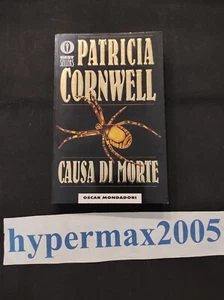 PATRICIA
CORNWELL
CAUSA DI MORTE
OSCAR MONDADORI
hypermax2005